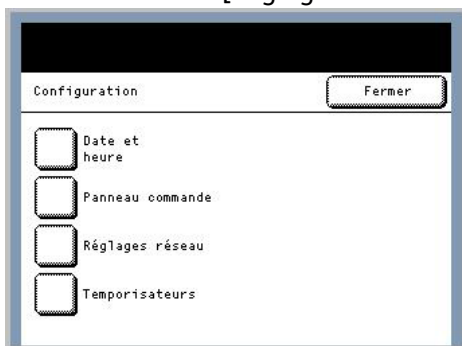 Configuration
Fermer
Date et
heure
Panneau commande
Réglages réseau
Temporisateurs